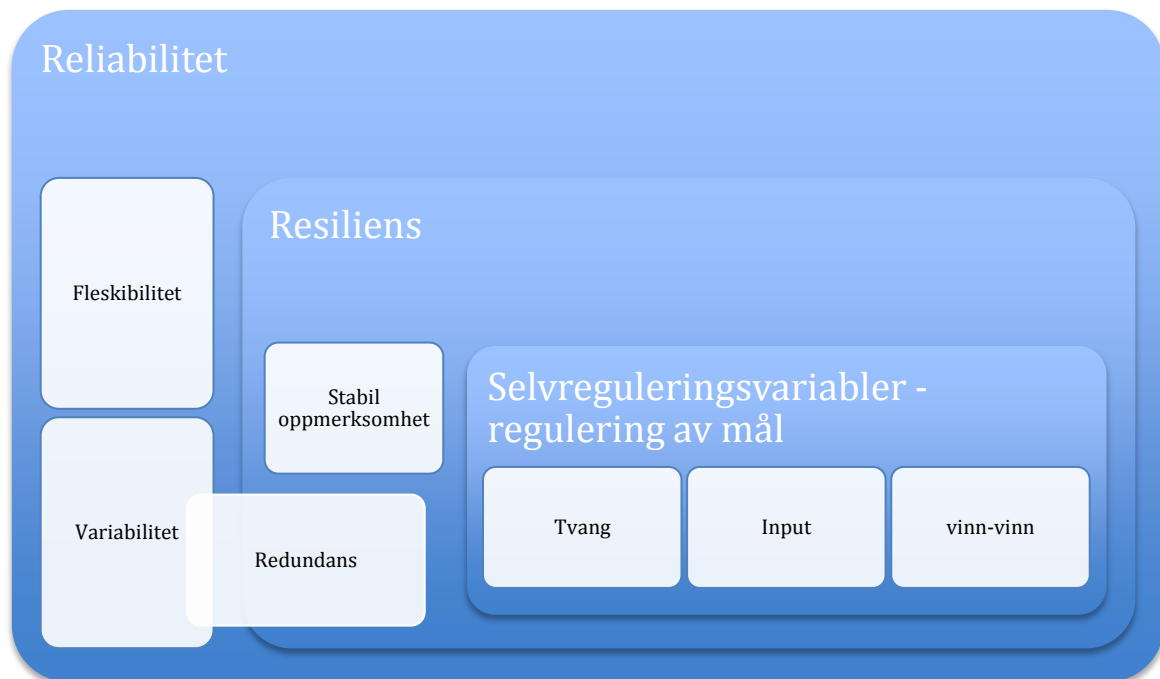 Reliabilitet
Fleskibilitet
Variabilitet
Resiliens
Stabil
oppmerksomhet
Redundans
Selvreguleringsvariabler -
regulering av mål
Tvang
Input
vinn-vinn